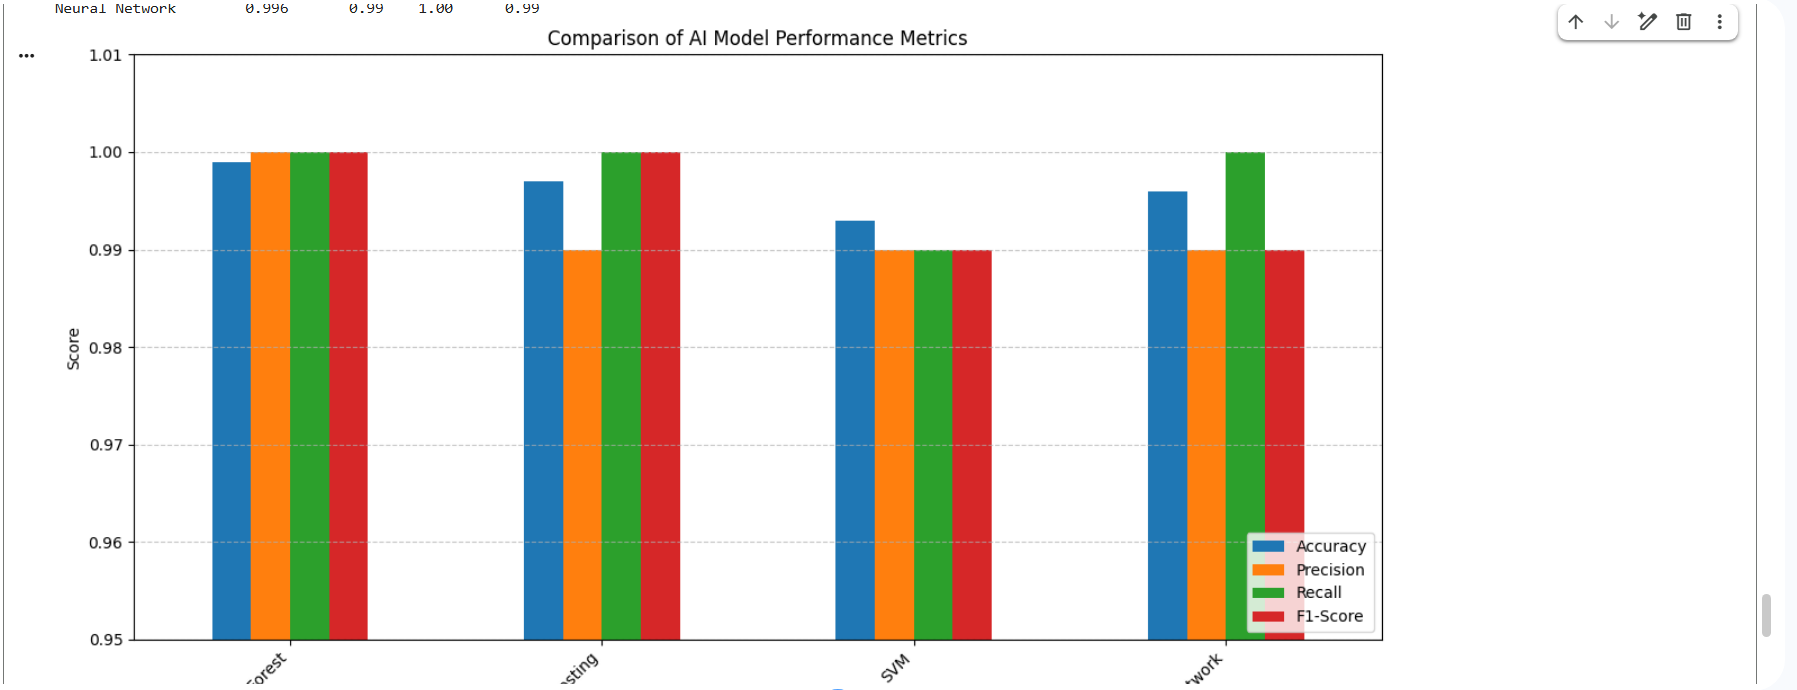 Neural Network 0.996 0.99 1.00 0.99
Comparison of AI Model Performance Metrics
1.01
1.00
0.99
0.98
0.97
0.96
0.95
Score
Accuracy
Precision
Recall
F1-Score
SVM